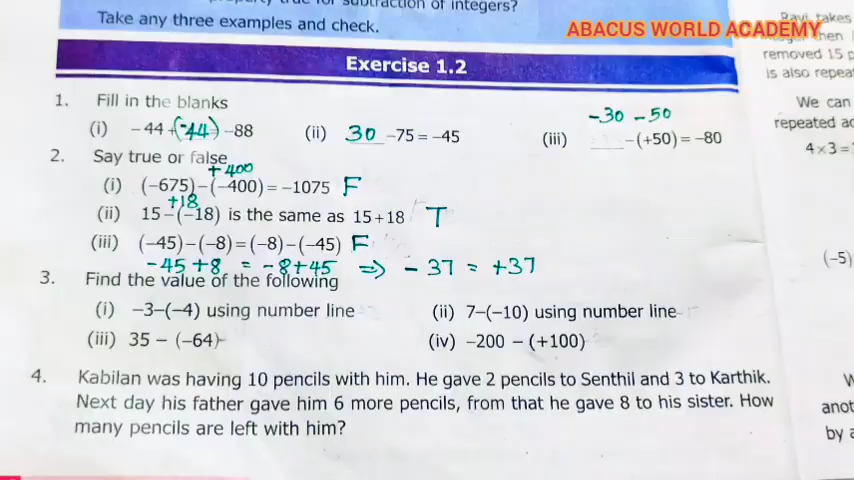 subtraction of integers?
Take any three examples and check.
ABACUS WORLD ACADEMY
Exercise 1.2
1. Fill in the blanks
-30 -50
(i) -44 + (-44) = -88 (ii) 30 -75 = -45 (iii) ___ -(+50) = -80
2. Say true or false
+400
(i) (-675)-(-400) = -1075 F
+18
(ii) 15-(-18) is the same as 15+18 T
(iii) (-45)-(-8)=(-8)-(-45) F
-45+8 = -8+45 ⇒ -37 = +37
3. Find the value of the following
(i) -3-(-4) using number line (ii) 7-(-10) using number line
(iii) 35 - (-64) (iv) -200 - (+100)
4. Kabilan was having 10 pencils with him. He gave 2 pencils to Senthil and 3 to Karthik.
Next day his father gave him 6 more pencils, from that he gave 8 to his sister. How
many pencils are left with him?
takes
removed 15
is also
We can
repeated
4×3=
(-5)
by